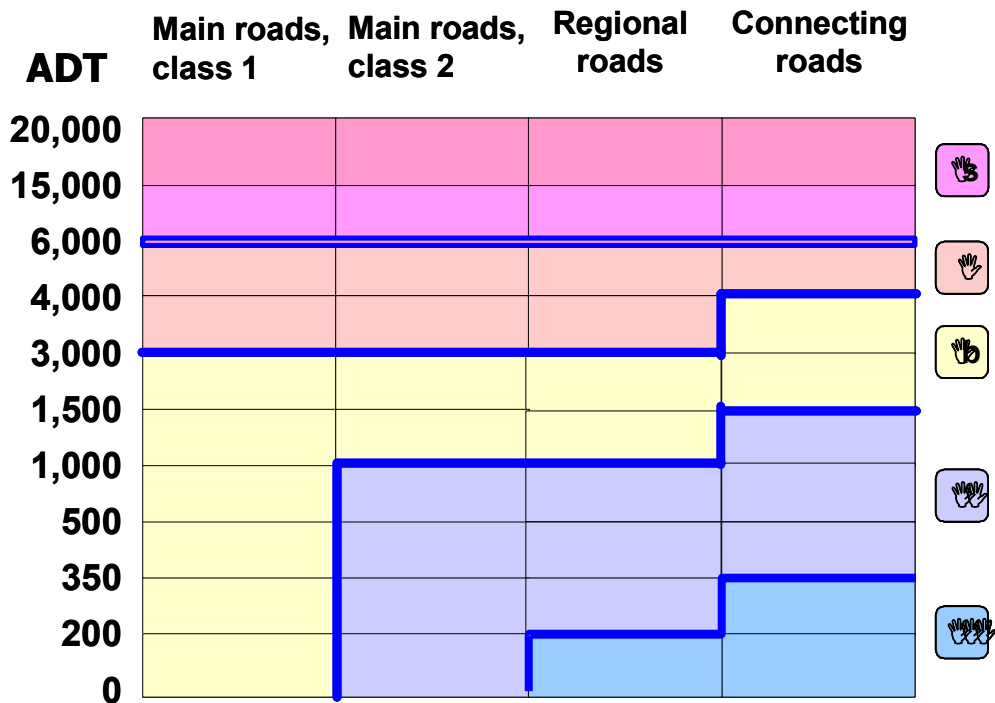 Main roads, class 1
Main roads, class 2
Regional roads
Connecting roads
ADT
20,000
15,000
6,000
4,000
3,000
1,500
1,000
500
350
200
0
s
b